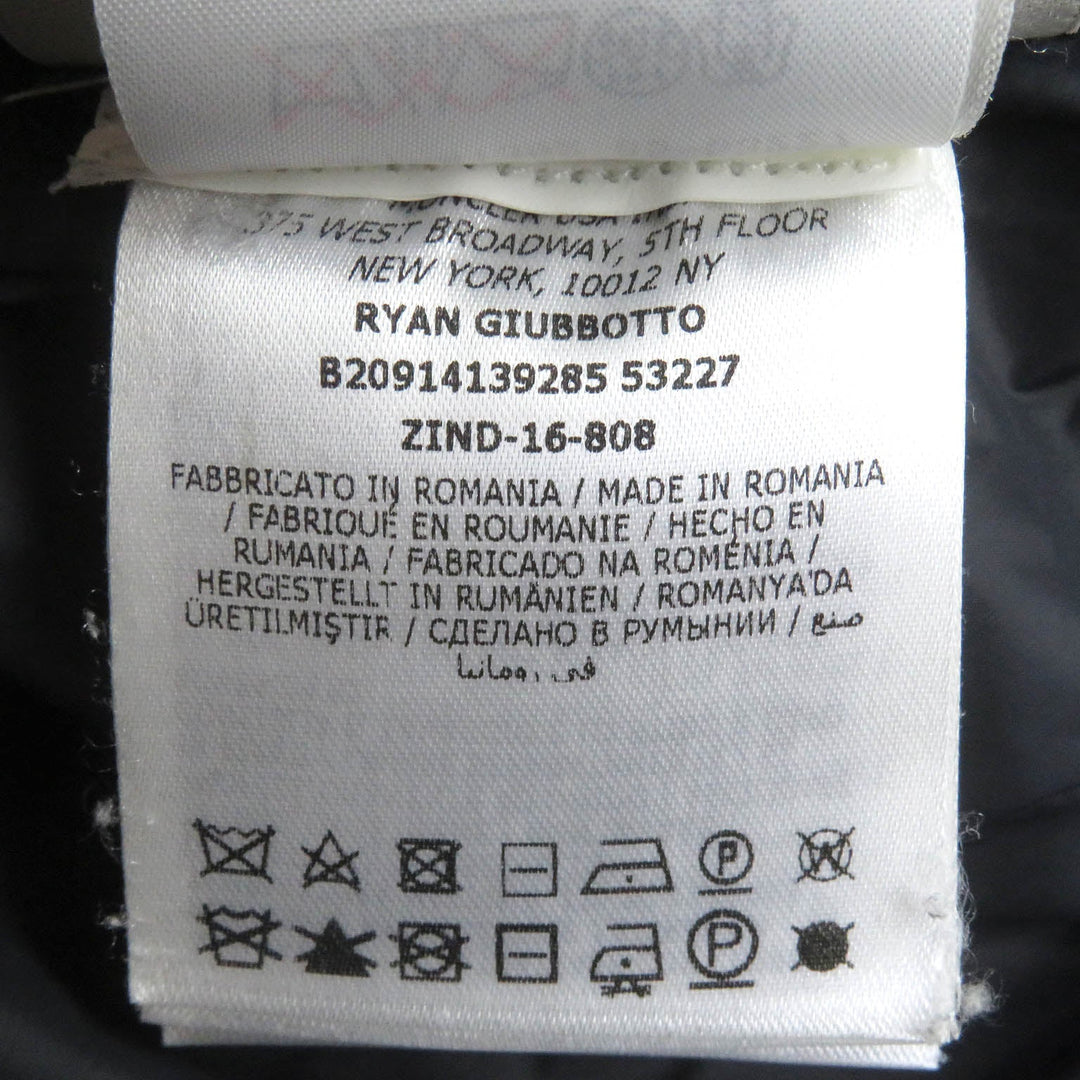 MONCLER USA
375 WEST BROADWAY, 5TH FLOOR
NEW YORK, 10012 NY
RYAN GIUBBOTTO
B20914139285 53227
ZIND-16-808
FABBRICATO IN ROMANIA / MADE IN ROMANIA
/ FABRIQUÉ EN ROUMANIE / HECHO EN
RUMANIA / FABRICADO NA ROMÉNIA /
HERGESTELLT IN RUMÄNIEN / ROMANYA'DA
ÜRETILMIŞTIR / СДЕЛАНО В РУМЫНИИ / صنع
في رومانيا
P W
P